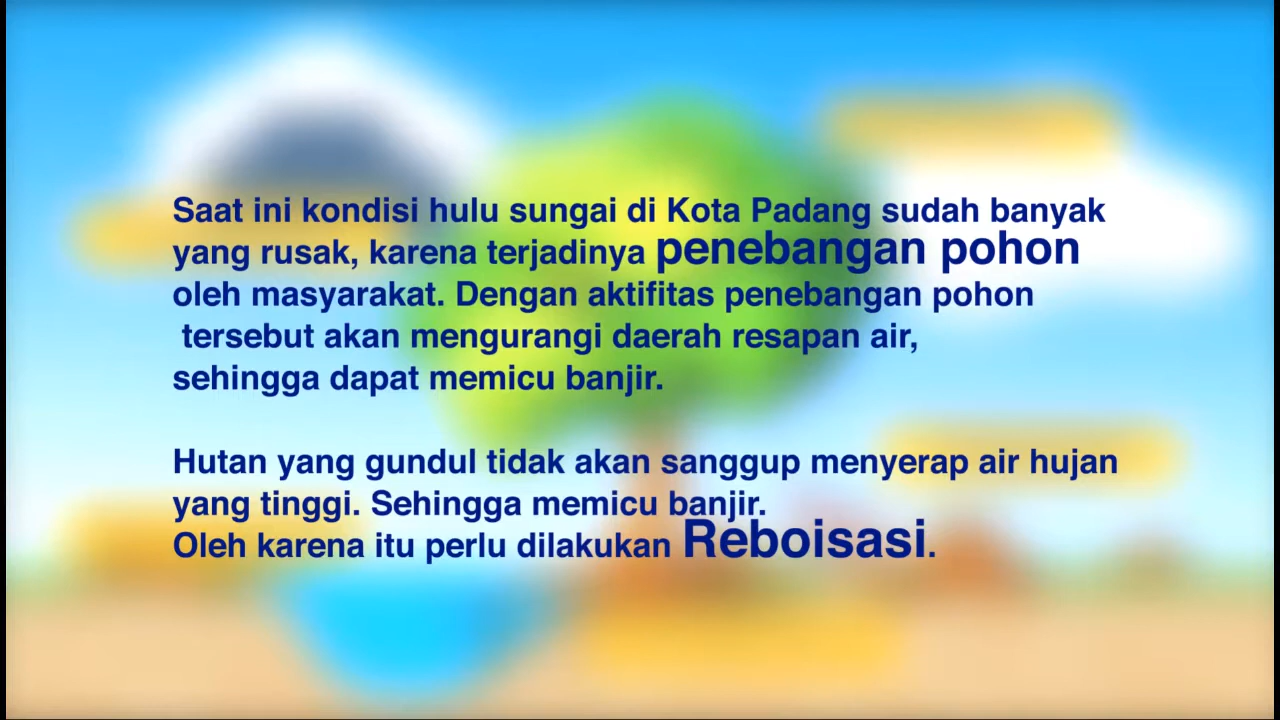 Saat ini kondisi hulu sungai di Kota Padang sudah banyak
yang rusak, karena terjadinya penebangan pohon
oleh masyarakat. Dengan aktifitas penebangan pohon
tersebut akan mengurangi daerah resapan air,
sehingga dapat memicu banjir.
Hutan yang gundul tidak akan sanggup menyerap air hujan
yang tinggi. Sehingga memicu banjir.
Oleh karena itu perlu dilakukan Reboisasi.